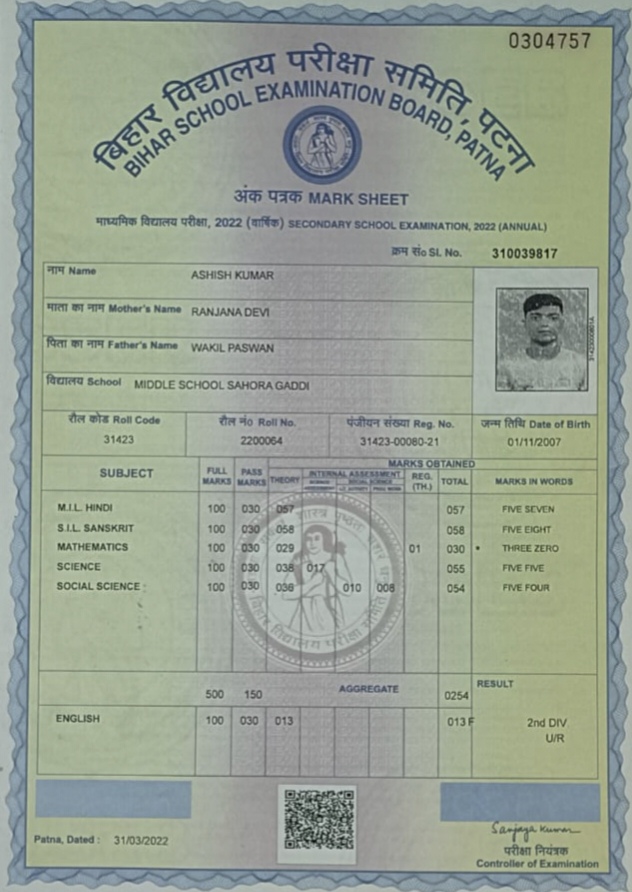 0304757
बिहार विद्यालय परीक्षा समिति, पटना
BIHAR SCHOOL EXAMINATION BOARD, PATNA
अंक पत्रक MARK SHEET
माध्यमिक विद्यालय परीक्षा, 2022 (वार्षिक) SECONDARY SCHOOL EXAMINATION, 2022 (ANNUAL)
क्रम सं० Sl. No. 310039817
नाम Name ASHISH KUMAR
माता का नाम Mother's Name RANJANA DEVI
पिता का नाम Father's Name WAKIL PASWAN
विद्यालय School MIDDLE SCHOOL SAHORA GADDI
रौल कोड Roll Code रौल नं० Roll No. पंजीयन संख्या Reg. No. जन्म तिथि Date of Birth
31423 2200064 31423-00080-21 01/11/2007
MARKS OBTAINED
SUBJECT FULL MARKS PASS MARKS THEORY INTERNAL ASSESSMENT REG. (TH.) TOTAL MARKS IN WORDS
SCIENCE SOCIAL SCIENCE
M.I.L. HINDI 100 030 057 057 FIVE SEVEN
S.I.L. SANSKRIT 100 030 058 058 FIVE EIGHT
MATHEMATICS 100 030 029 01 030 * THREE ZERO
SCIENCE 100 030 038 017 055 FIVE FIVE
SOCIAL SCIENCE 100 030 036 010 008 054 FIVE FOUR
500 150 AGGREGATE 0254 RESULT
ENGLISH 100 030 013 013 F 2nd DIV
U/R
Patna, Dated : 31/03/2022
Sanjaya Kumar
परीक्षा नियंत्रक
Controller of Examination